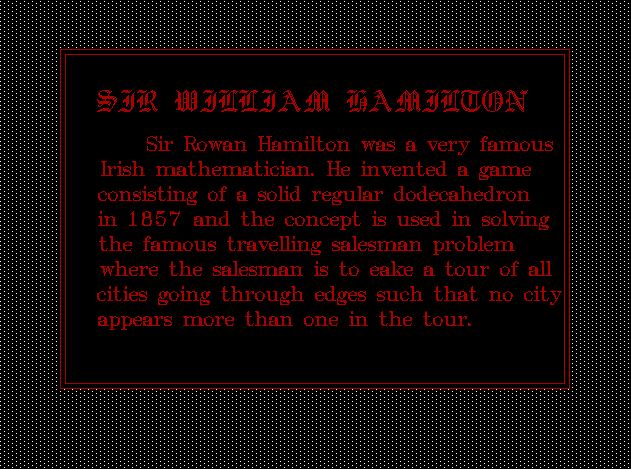 SIR WILLIAM HAMILTON
Sir Rowan Hamilton was a very famous
Irish mathematician. He invented a game
consisting of a solid regular dodecahedron
in 1857 and the concept is used in solving
the famous travelling salesman problem
where the salesman is to eake a tour of all
cities going through edges such that no city
appears more than one in the tour.